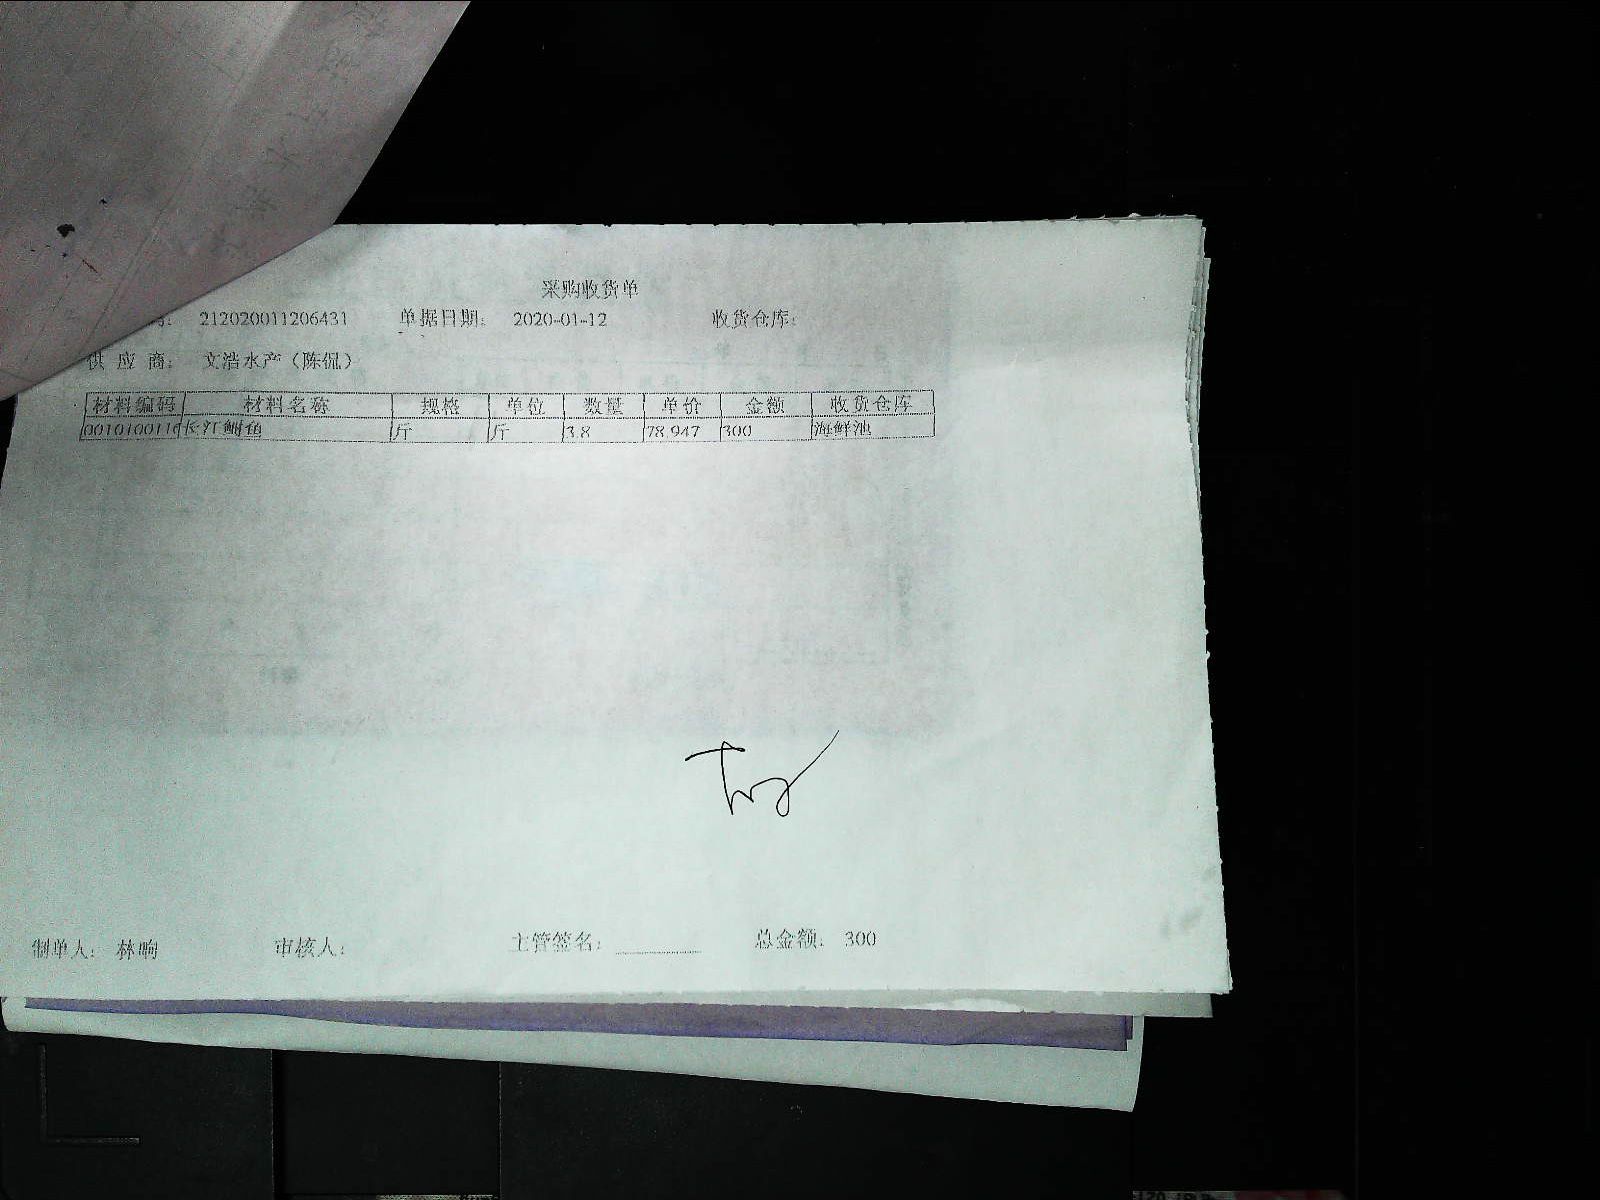 采购收货单
号： 212020011206431 单据日期： 2020-01-12 收货仓库：
供 应 商： 文浩水产（陈侃）
材料编码 材料名称 规格 单位 数量 单价 金额 收货仓库
0010100116 长江鮰鱼 斤 斤 3.8 78.947 300 海鲜池
制单人： 林昫 审核人： 主管签名： 总金额： 300